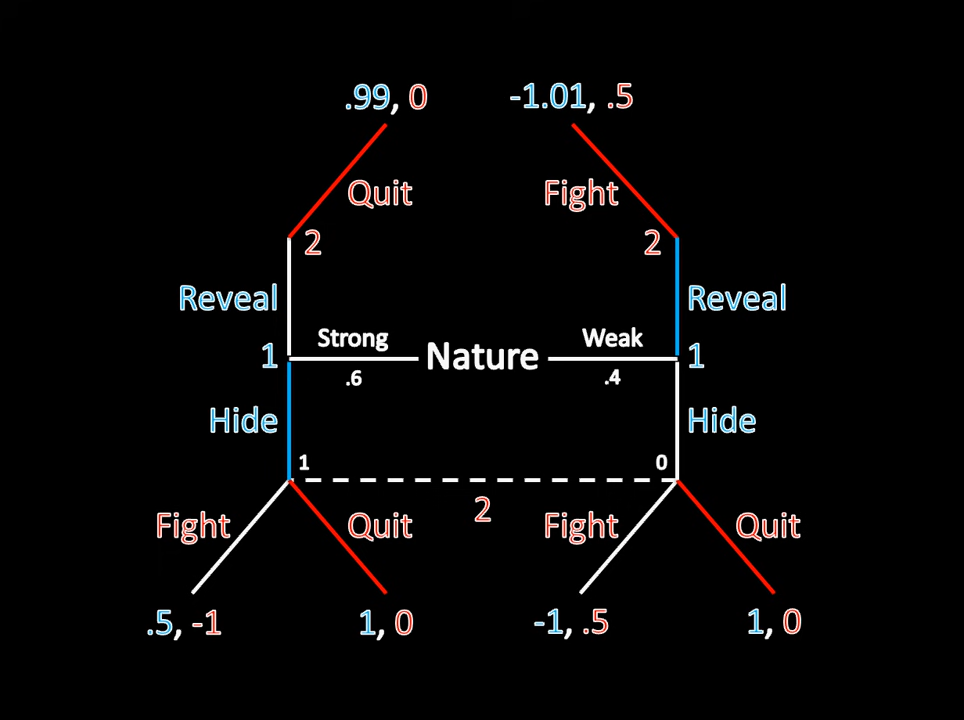 .99, 0
-1.01, .5
Quit
Fight
2
2
Reveal
Reveal
Strong
Weak
1
Nature
1
.6
.4
Hide
Hide
1
0
2
Fight
Quit
Fight
Quit
.5, -1
1, 0
-1, .5
1, 0